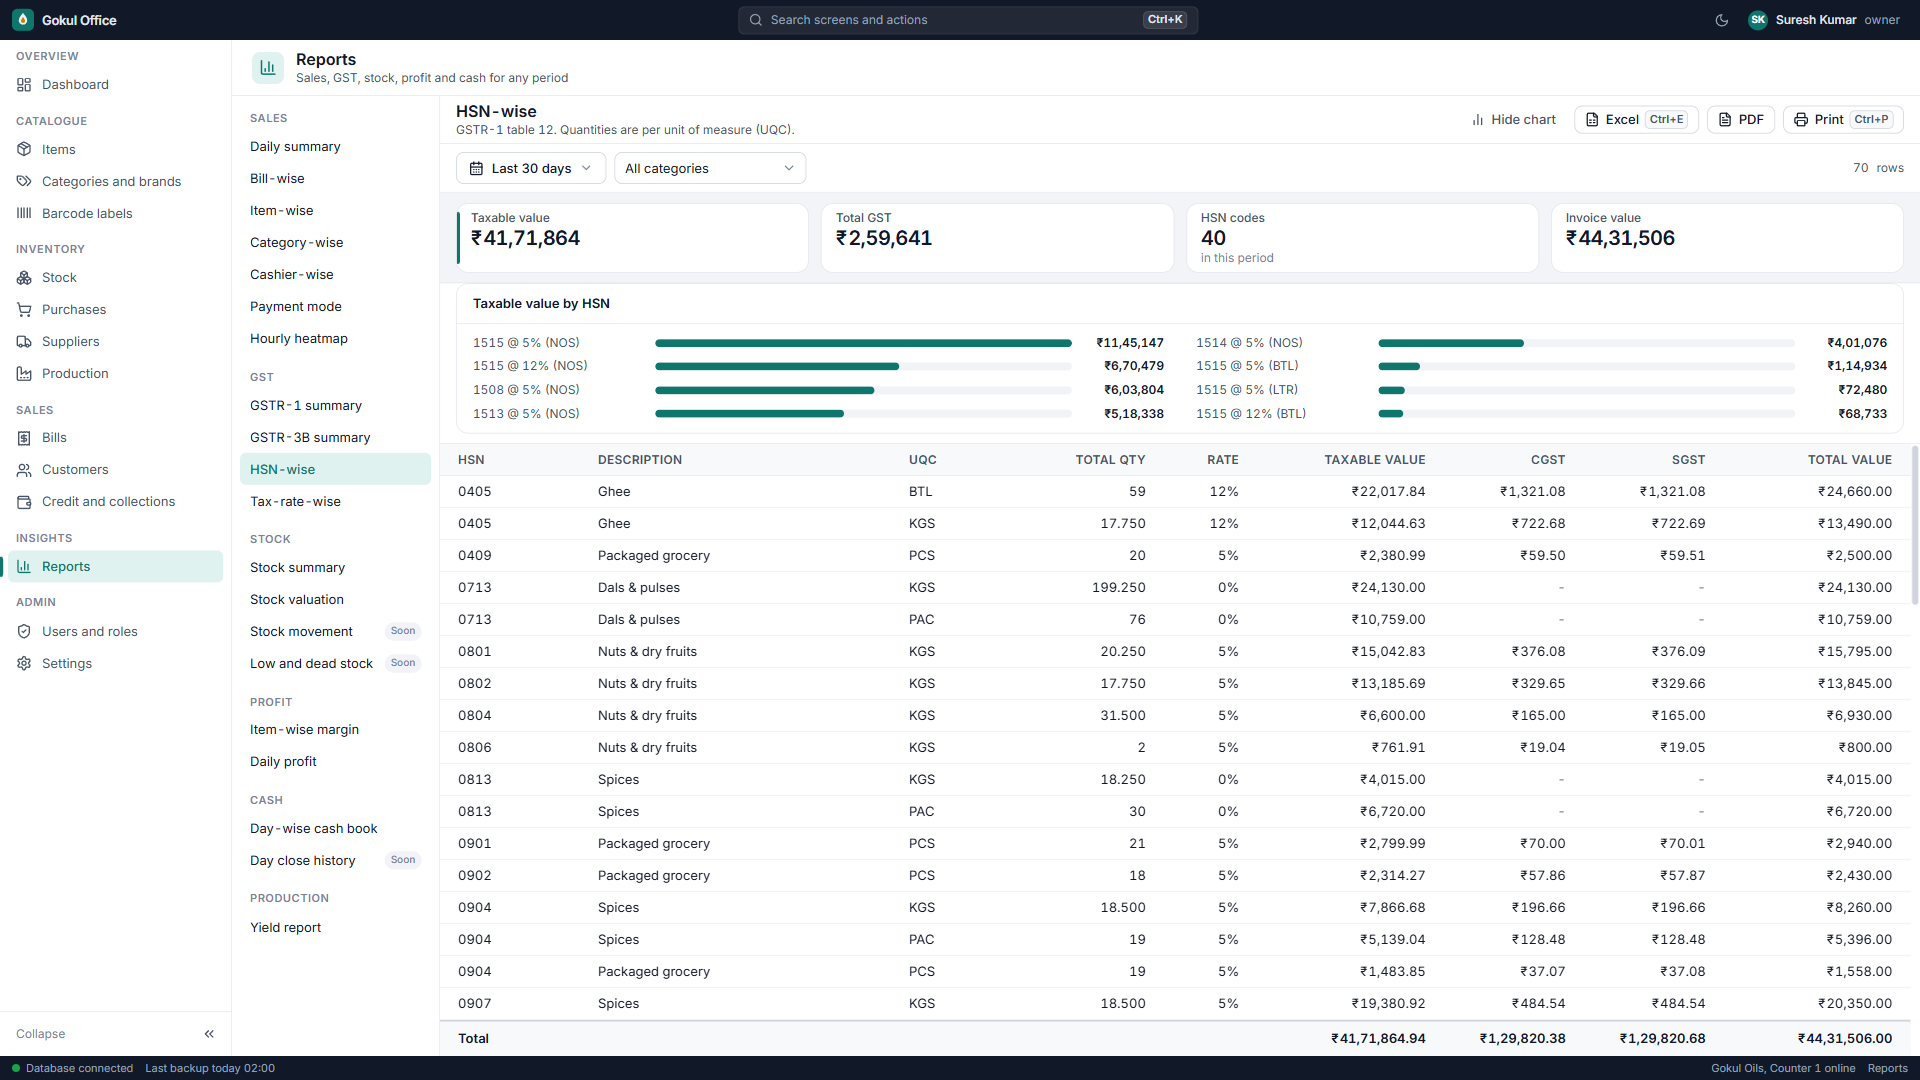 Gokul Office
Search screens and actions Ctrl+K
SK Suresh Kumar owner
OVERVIEW
Dashboard
CATALOGUE
Items
Categories and brands
Barcode labels
INVENTORY
Stock
Purchases
Suppliers
Production
SALES
Bills
Customers
Credit and collections
INSIGHTS
Reports
ADMIN
Users and roles
Settings
Collapse
Reports
Sales, GST, stock, profit and cash for any period
SALES
Daily summary
Bill-wise
Item-wise
Category-wise
Cashier-wise
Payment mode
Hourly heatmap
GST
GSTR-1 summary
GSTR-3B summary
HSN-wise
Tax-rate-wise
STOCK
Stock summary
Stock valuation
Stock movement Soon
Low and dead stock Soon
PROFIT
Item-wise margin
Daily profit
CASH
Day-wise cash book
Day close history Soon
PRODUCTION
Yield report
HSN-wise
GSTR-1 table 12. Quantities are per unit of measure (UQC).
Hide chart Excel Ctrl+E PDF Print Ctrl+P
Last 30 days All categories 70 rows
Taxable value
₹41,71,864
Total GST
₹2,59,641
HSN codes
40
in this period
Invoice value
₹44,31,506
Taxable value by HSN
1515 @ 5% (NOS) ₹11,45,147
1515 @ 12% (NOS) ₹6,70,479
1508 @ 5% (NOS) ₹6,03,804
1513 @ 5% (NOS) ₹5,18,338
1514 @ 5% (NOS) ₹4,01,076
1515 @ 5% (BTL) ₹1,14,934
1515 @ 5% (LTR) ₹72,480
1515 @ 12% (BTL) ₹68,733
HSN DESCRIPTION UQC TOTAL QTY RATE TAXABLE VALUE CGST SGST TOTAL VALUE
0405 Ghee BTL 59 12% ₹22,017.84 ₹1,321.08 ₹1,321.08 ₹24,660.00
0405 Ghee KGS 17.750 12% ₹12,044.63 ₹722.68 ₹722.69 ₹13,490.00
0409 Packaged grocery PCS 20 5% ₹2,380.99 ₹59.50 ₹59.51 ₹2,500.00
0713 Dals & pulses KGS 199.250 0% ₹24,130.00 - - ₹24,130.00
0713 Dals & pulses PAC 76 0% ₹10,759.00 - - ₹10,759.00
0801 Nuts & dry fruits KGS 20.250 5% ₹15,042.83 ₹376.08 ₹376.09 ₹15,795.00
0802 Nuts & dry fruits KGS 17.750 5% ₹13,185.69 ₹329.65 ₹329.66 ₹13,845.00
0804 Nuts & dry fruits KGS 31.500 5% ₹6,600.00 ₹165.00 ₹165.00 ₹6,930.00
0806 Nuts & dry fruits KGS 2 5% ₹761.91 ₹19.04 ₹19.05 ₹800.00
0813 Spices KGS 18.250 0% ₹4,015.00 - - ₹4,015.00
0813 Spices PAC 30 0% ₹6,720.00 - - ₹6,720.00
0901 Packaged grocery PCS 21 5% ₹2,799.99 ₹70.00 ₹70.01 ₹2,940.00
0902 Packaged grocery PCS 18 5% ₹2,314.27 ₹57.86 ₹57.87 ₹2,430.00
0904 Spices KGS 18.500 5% ₹7,866.68 ₹196.66 ₹196.66 ₹8,260.00
0904 Spices PAC 19 5% ₹5,139.04 ₹128.48 ₹128.48 ₹5,396.00
0904 Packaged grocery PCS 19 5% ₹1,483.85 ₹37.07 ₹37.08 ₹1,558.00
0907 Spices KGS 18.500 5% ₹19,380.92 ₹484.54 ₹484.54 ₹20,350.00
Total ₹41,71,864.94 ₹1,29,820.38 ₹1,29,820.68 ₹44,31,506.00
Database connected Last backup today 02:00 Gokul Oils, Counter 1 online Reports